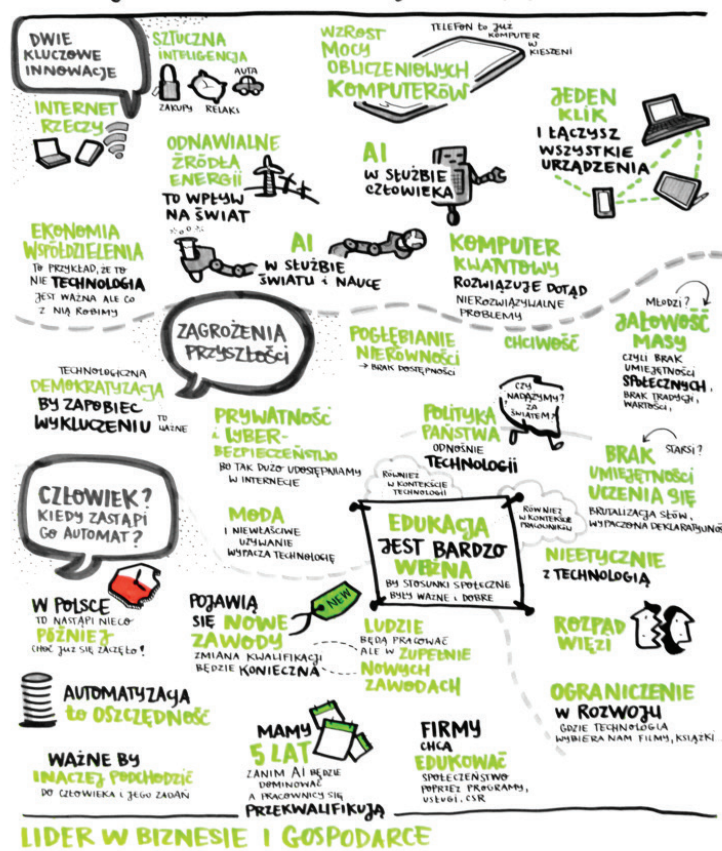 DWIE
KLUCZOWE
INNOWACJE
SZTUCZNA
INTELIGENCJA
AUTA
ZAKUPY
RELAKS
INTERNET
RZECZY
WZROST
MOCY
OBLICZENIOWYCH
KOMPUTERÓW
TELEFON to JUŻ
KOMPUTER
W
KIESZENI
JEDEN
KLIK
I ŁĄCZYSZ
WSZYSTKIE
URZĄDZENIA
ODNAWIALNE
ŹRÓDŁA
ENERGII
TO WPŁYW
NA ŚWIAT
AI
W SŁUŻBIE
CZŁOWIEKA
EKONOMIA
WSPÓŁDZIELENIA
TO PRZYKŁAD, ŻE TO
NIE TECHNOLOGIA
JEST WAŻNA ALE CO
Z NIĄ ROBIMY
AI
W SŁUŻBIE
ŚWIATU i NAUCE
KOMPUTER
KWANTOWY
ROZWIĄZUJE DOTĄD
NIEROZWIĄZYWALNE
PROBLEMY
ZAGROŻENIA
PRZYSZŁOŚCI
POGŁĘBIANIE
NIERÓWNOŚCI
→ BRAK DOSTĘPNOŚCI
CHCIWOŚĆ
MŁODZI?
JAŁOWOŚĆ
MASY
CZYLI BRAK
UMIEJĘTNOŚCI
SPOŁECZNYCH,
BRAK TRADYCJI,
WARTOŚCI,
TECHNOLOGICZNA
DEMOKRATYZACJA
BY ZAPOBIEC
WYKLUCZENIU TO
WAŻNE
PRYWATNOŚĆ
i CYBER-
BEZPIECZEŃSTWO
BO TAK DUŻO UDOSTĘPNIAMY
W INTERNECIE
POLITYKA
PAŃSTWA
ODNOŚNIE
TECHNOLOGII
CZY
NADĄŻYMY?
ZA
ŚWIATEM?
STARSI?
BRAK
UMIEJĘTNOŚCI
UCZENIA SIĘ
BRUTALIZACJA SŁÓW,
WYPACZONA DEKLARATYWNOŚĆ
CZŁOWIEK?
KIEDY ZASTĄPI
GO AUTOMAT?
MODA
I NIEWŁAŚCIWE
UŻYWANIE
WYPACZA TECHNOLOGIĘ
RÓWNIEŻ
W KONTEKŚCIE
TECHNOLOGII
EDUKACJA
JEST BARDZO
WAŻNA
BY STOSUNKI SPOŁECZNE
BYŁY WAŻNE i DOBRE
RÓWNIEŻ
W KONTEKŚCIE
PRACOWNIKÓW
NIEETYCZNIE
Z TECHNOLOGIĄ
W POLSCE
TO NASTĄPI NIECO
PÓŹNIEJ
CHOĆ JUŻ SIĘ ZACZĘŁO!
POJAWIĄ
SIĘ NOWE
ZAWODY
ZMIANA KWALIFIKACJI
BĘDZIE KONIECZNA
NEW
LUDZIE
BĘDĄ PRACOWAĆ
ALE W ZUPEŁNIE
NOWYCH
ZAWODACH
ROZPAD
WIĘZI
AUTOMATYZACJA
to OSZCZĘDNOŚĆ
OGRANICZENIE
W ROZWOJU
GDZIE TECHNOLOGIA
WYBIERA NAM FILMY, KSIĄŻKI...
WAŻNE BY
INACZEJ PODCHODZIĆ
DO CZŁOWIEKA i JEGO ZADAŃ
MAMY
5 LAT
ZANIM AI BĘDZIE
DOMINOWAĆ
A PRACOWNICY SIĘ
PRZEKWALIFIKUJĄ
FIRMY
CHCĄ
EDUKOWAĆ
SPOŁECZEŃSTWO
POPRZEZ PROGRAMY,
USŁUGI, CSR
LIDER W BIZNESIE I GOSPODARCE